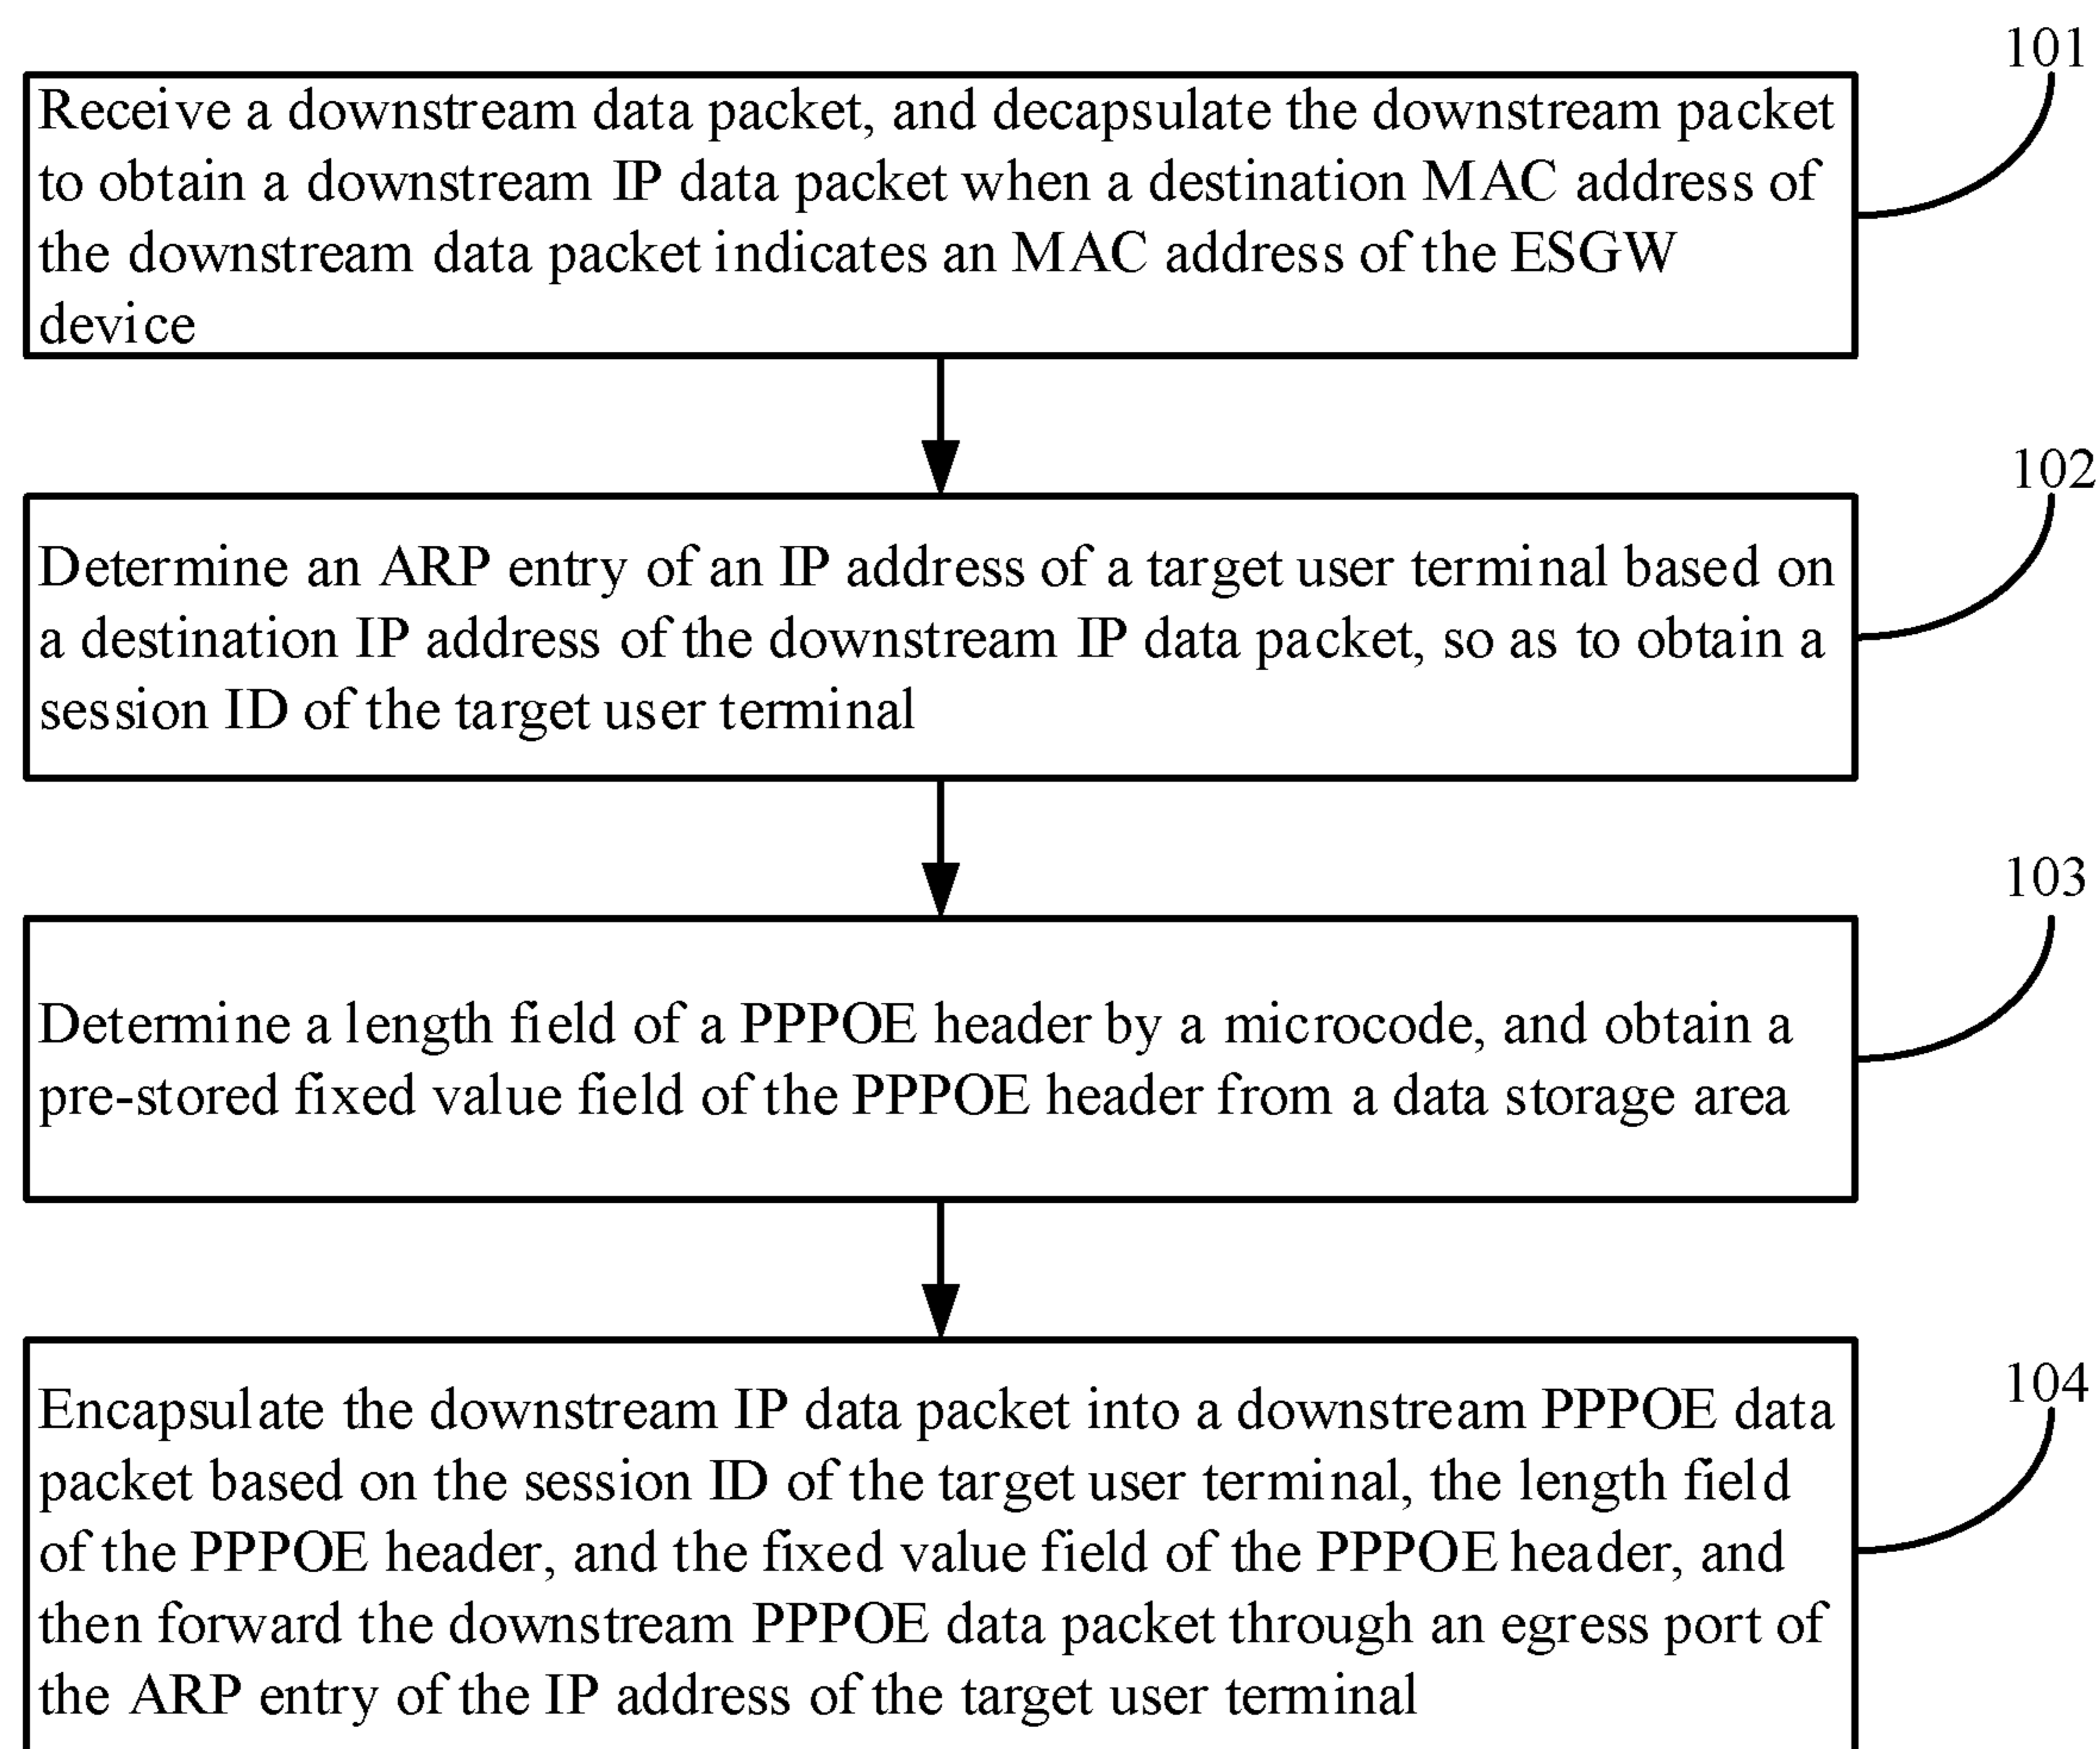 101
Receive a downstream data packet, and decapsulate the downstream packet
to obtain a downstream IP data packet when a destination MAC address of
the downstream data packet indicates an MAC address of the ESGW
device
102
Determine an ARP entry of an IP address of a target user terminal based on
a destination IP address of the downstream IP data packet, so as to obtain a
session ID of the target user terminal
103
Determine a length field of a PPPOE header by a microcode, and obtain a
pre-stored fixed value field of the PPPOE header from a data storage area
104
Encapsulate the downstream IP data packet into a downstream PPPOE data
packet based on the session ID of the target user terminal, the length field
of the PPPOE header, and the fixed value field of the PPPOE header, and
then forward the downstream PPPOE data packet through an egress port of
the ARP entry of the IP address of the target user terminal